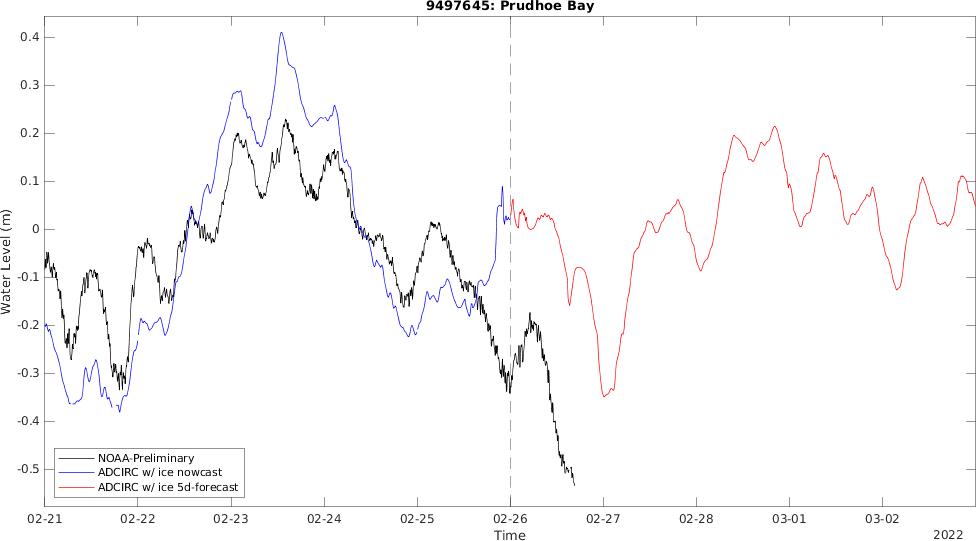 9497645: Prudhoe Bay
Water Level (m)
0.4
0.3
0.2
0.1
0
-0.1
-0.2
-0.3
-0.4
-0.5
NOAA-Preliminary
ADCIRC w/ ice nowcast
ADCIRC w/ ice 5d-forecast
02-21 02-22 02-23 02-24 02-25 02-26 02-27 02-28 03-01 03-02
Time
2022